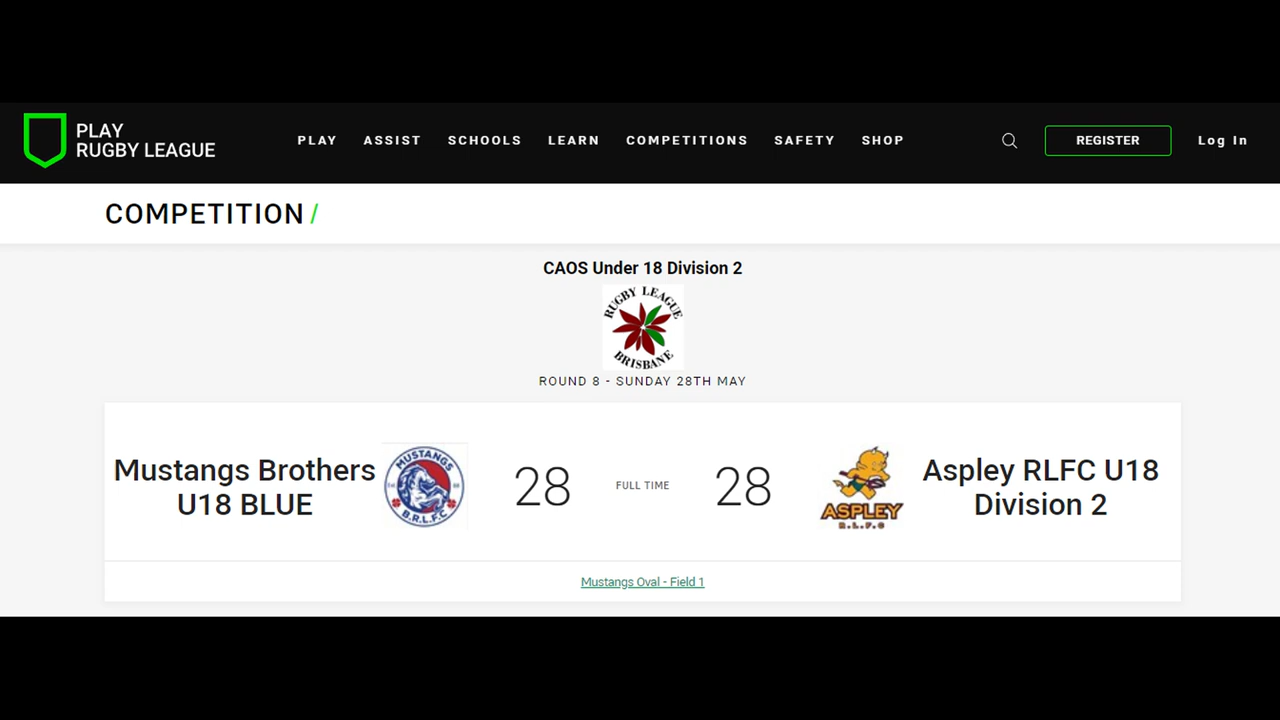 PLAY
RUGBY LEAGUE
PLAY ASSIST SCHOOLS LEARN COMPETITIONS SAFETY SHOP REGISTER Log In
COMPETITION /
CAOS Under 18 Division 2
RUGBY LEAGUE
BRISBANE
ROUND 8 - SUNDAY 28TH MAY
Mustangs Brothers
U18 BLUE
MUSTANGS
B.R.L.F.C
28 FULL TIME 28
ASPLEY
R.L.F.C
Aspley RLFC U18
Division 2
Mustangs Oval - Field 1